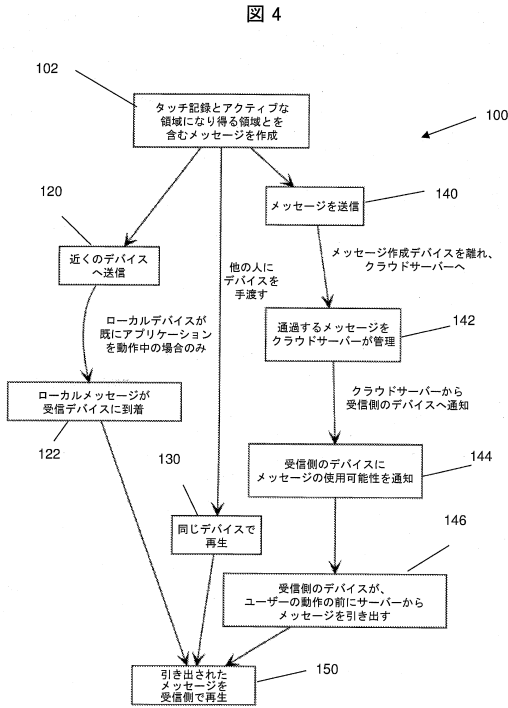 図 4
102
タッチ記録とアクティブな
領域になり得る領域とを
含むメッセージを作成
100
120
近くのデバイス
へ送信
140
メッセージを送信
他の人に
デバイスを
手渡す
メッセージ作成デバイスを離れ、
クラウドサーバーへ
ローカルデバイスが
既にアプリケーション
を動作中の場合のみ
通過するメッセージを
クラウドサーバーが管理
142
ローカルメッセージが
受信デバイスに到着
122
クラウドサーバーから
受信側のデバイスへ通知
130
受信側のデバイスに
メッセージの使用可能性を通知
144
同じデバイスで
再生
146
受信側のデバイスが、
ユーザーの動作の前にサーバーから
メッセージを引き出す
引き出された
メッセージを
受信側で再生
150